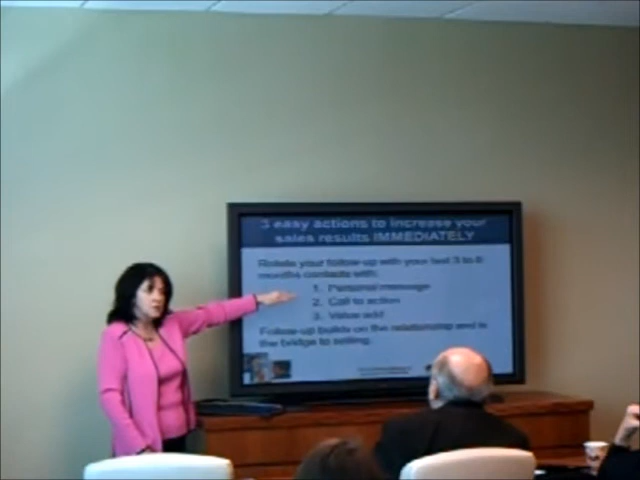 3 easy actions to increase your
sales results IMMEDIATELY
Rotate your follow-up with your last 3 to 6
months contacts with:
1. Personal message
2. Call to action
3. Value add
Follow-up builds on the relationship and is
the bridge to selling.